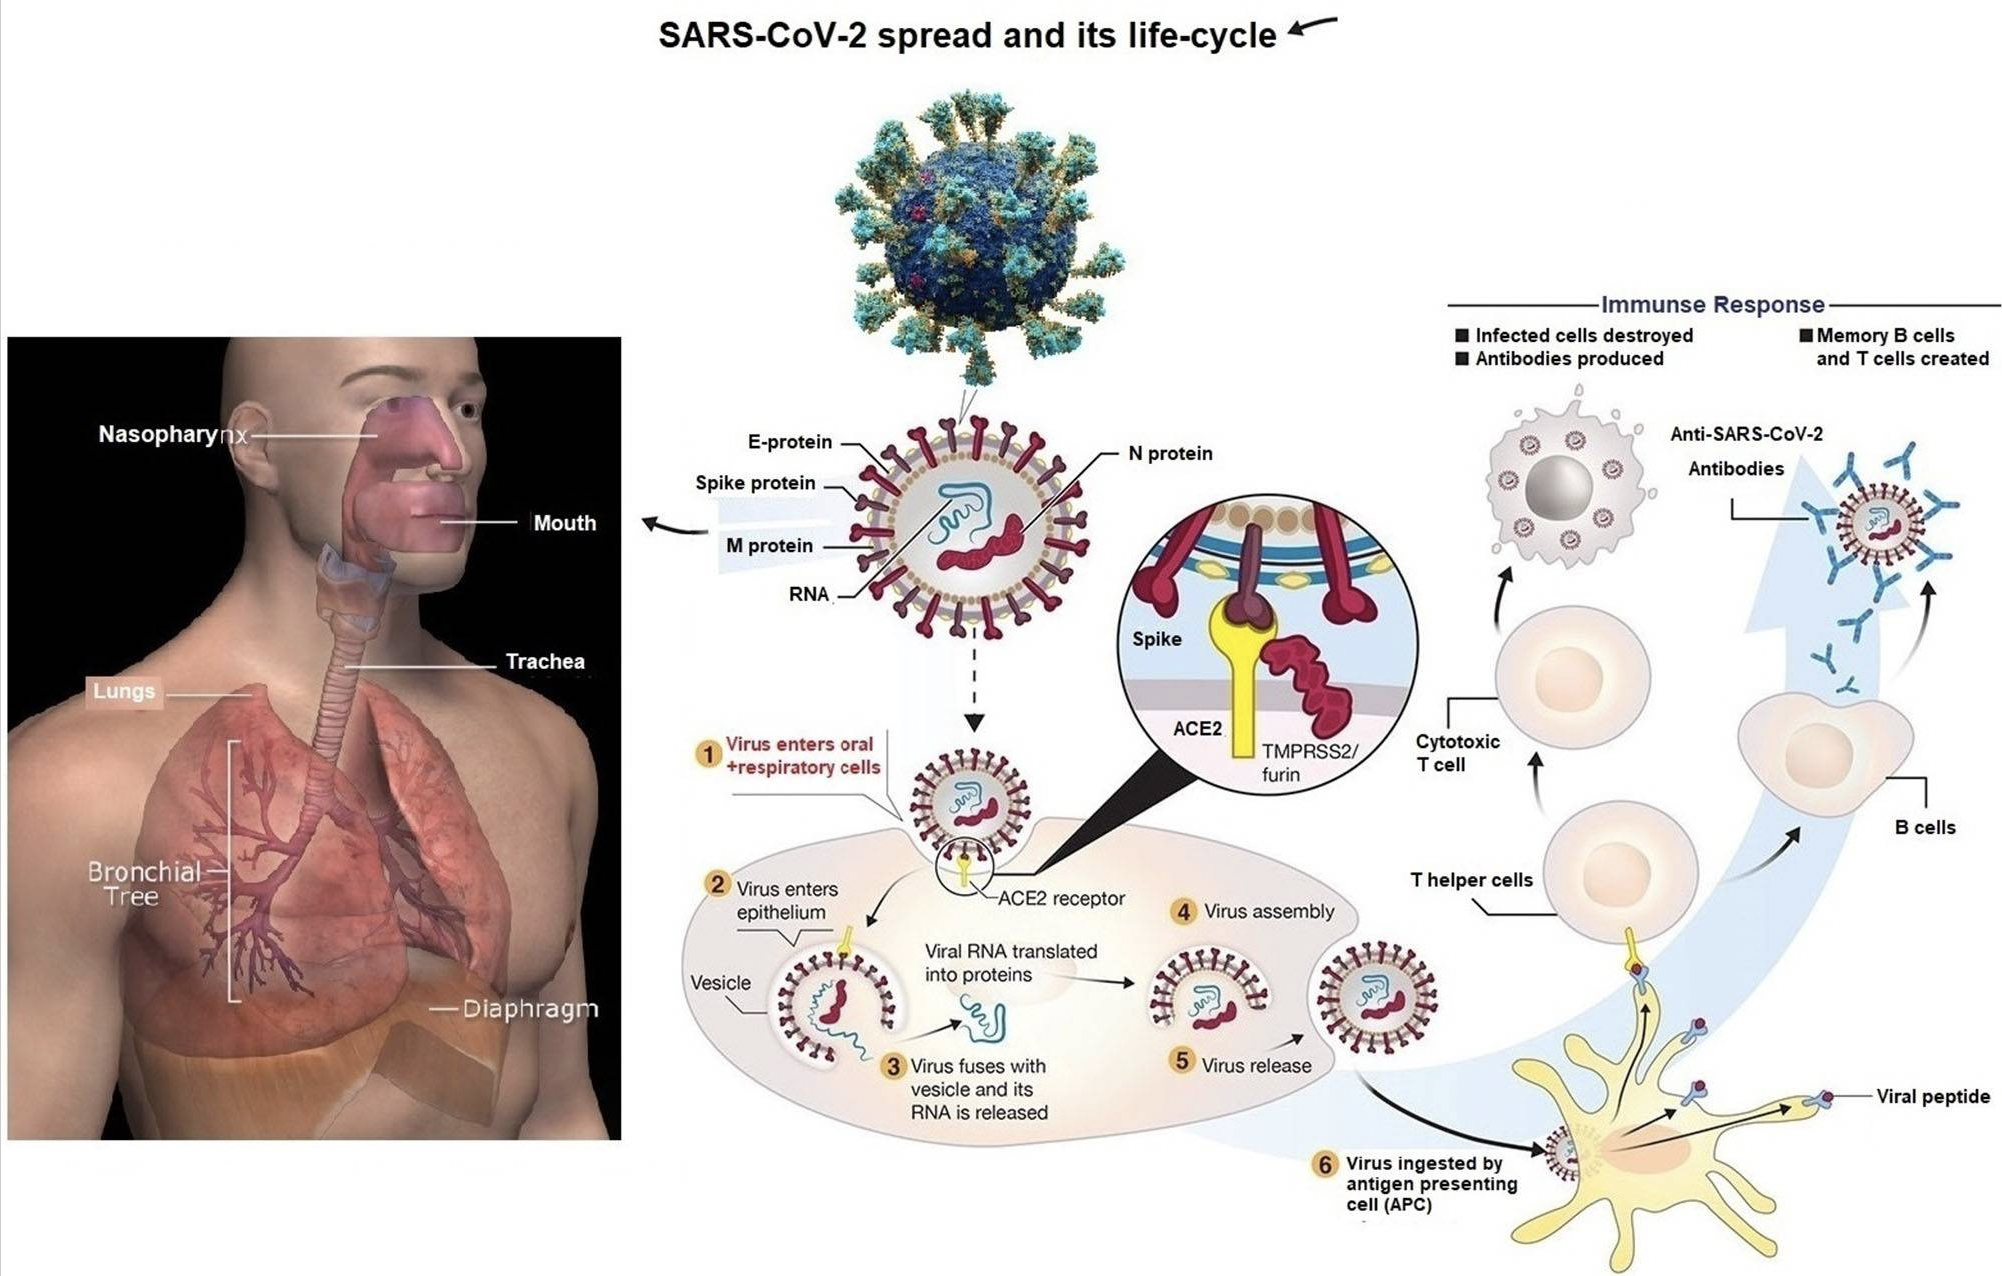 SARS-CoV-2 spread and its life-cycle
Nasopharynx
Mouth
Trachea
Lungs
Bronchial
Tree
Diaphragm
E-protein
Spike protein
M protein
RNA
N protein
Spike
ACE2
TMPRSS2/
furin
1
Virus enters oral
+respiratory cells
ACE2 receptor
2
Virus enters
epithelium
Vesicle
Viral RNA translated
into proteins
3
Virus fuses with
vesicle and its
RNA is released
4
Virus assembly
5
Virus release
6
Virus ingested by
antigen presenting
cell (APC)
Immunse Response
Infected cells destroyed
Antibodies produced
Memory B cells
and T cells created
Anti-SARS-CoV-2
Antibodies
Cytotoxic
T cell
B cells
T helper cells
Viral peptide